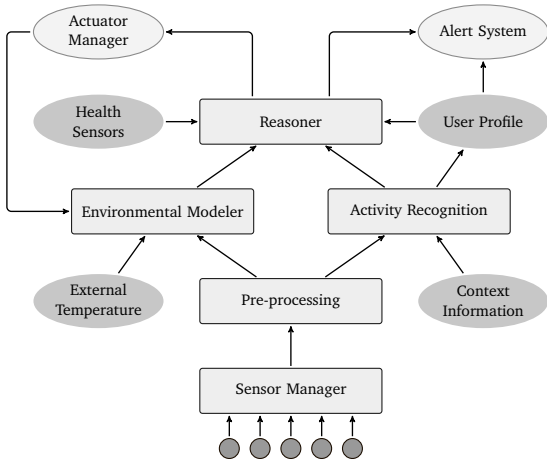 Actuator
Manager
Alert System
Health
Sensors
Reasoner
User Profile
Environmental Modeler
Activity Recognition
External
Temperature
Pre-processing
Context
Information
Sensor Manager